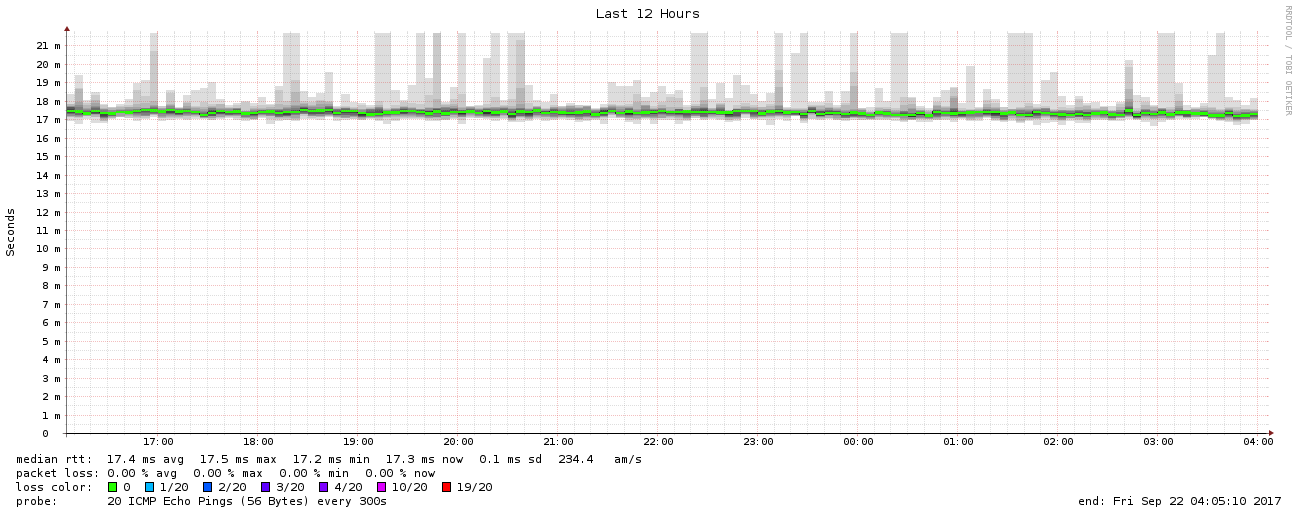 Last 12 Hours
RRDTOOL / TOBI OETIKER
Seconds
21 m
20 m
19 m
18 m
17 m
16 m
15 m
14 m
13 m
12 m
11 m
10 m
9 m
8 m
7 m
6 m
5 m
4 m
3 m
2 m
1 m
0
17:00 18:00 19:00 20:00 21:00 22:00 23:00 00:00 01:00 02:00 03:00 04:00
median rtt: 17.4 ms avg 17.5 ms max 17.2 ms min 17.3 ms now 0.1 ms sd 234.4 am/s
packet loss: 0.00 % avg 0.00 % max 0.00 % min 0.00 % now
loss color: 0 1/20 2/20 3/20 4/20 10/20 19/20
probe: 20 ICMP Echo Pings (56 Bytes) every 300s end: Fri Sep 22 04:05:10 2017